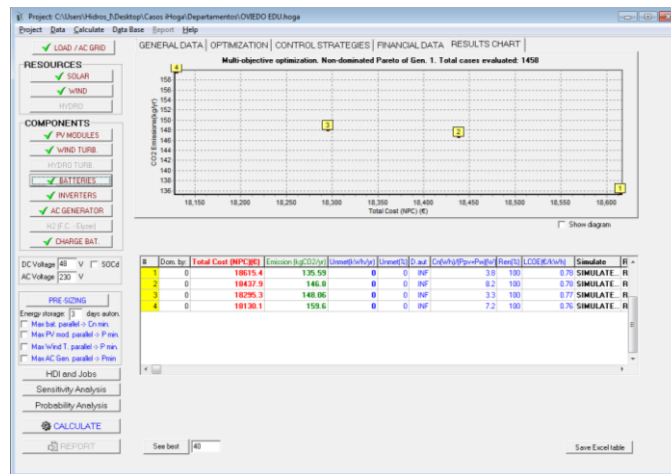 Project: C:\Users\Hidros_I\Desktop\Casos iHoga\Departamentos\OVIEDO EDU.hoga
Project Data Calculate Data Base Report Help
LOAD / AC GRID
RESOURCES
SOLAR
WIND
HYDRO
COMPONENTS
PV MODULES
WIND TURB.
HYDRO TURB.
BATTERIES
INVERTERS
AC GENERATOR
H2 (F.C. - Elyzer)
CHARGE BAT.
DC Voltage 48 V SOCd
AC Voltage 230 V
PRE-SIZING
Energy storage: 3 days auton.
Max bat. parallel -> Cn min.
Max PV mod. parallel -> P min.
Max Wind T. parallel -> P min.
Max AC Gen. parallel -> Pmin
HDI and Jobs
Sensitivity Analysis
Probability Analysis
CALCULATE
REPORT
GENERAL DATA OPTIMIZATION CONTROL STRATEGIES FINANCIAL DATA RESULTS CHART
Multi-objective optimization. Non-dominated Pareto of Gen. 1. Total cases evaluated: 1458
CO2 Emissions(kg/yr)
158
156
154
152
150
148
146
144
142
140
138
136
4
3
2
1
18,150 18,200 18,250 18,300 18,350 18,400 18,450 18,500 18,550 18,600
Total Cost (NPC) (€)
Show diagram
# Dom. by: Total Cost (NPC)(€) Emission (kgCO2/yr) Unmet(kWh/yr) Unmet(%) D.aut Cn(Wh)/(Ppv+Pw)(W) Ren(%) LCOE(€/kWh) Simulate R
1 0 18615.4 135.59 0 0 INF 3.8 100 0.78 SIMULATE... R
2 0 18437.9 146.8 0 0 INF 8.2 100 0.78 SIMULATE... R
3 0 18295.3 148.06 0 0 INF 3.3 100 0.77 SIMULATE... R
4 0 18130.1 159.6 0 0 INF 7.2 100 0.76 SIMULATE... R
See best 40
Save Excel table